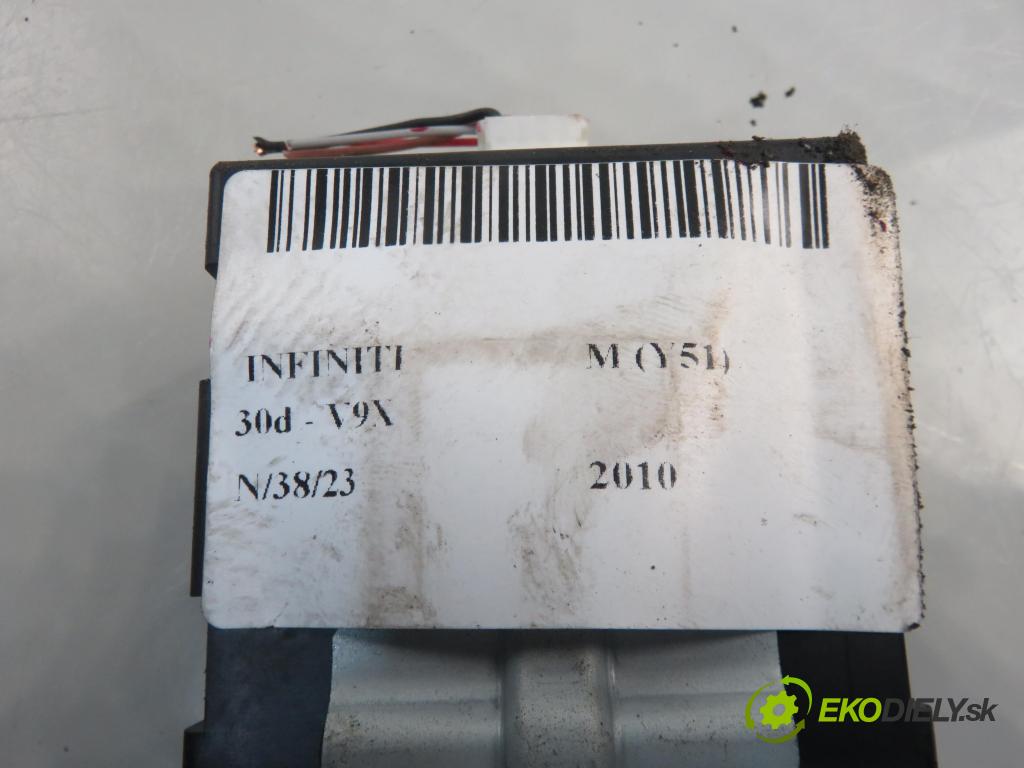 INFINITI M (Y51)
30d - V9X
N/38/23 2010
EKODIELY.sk